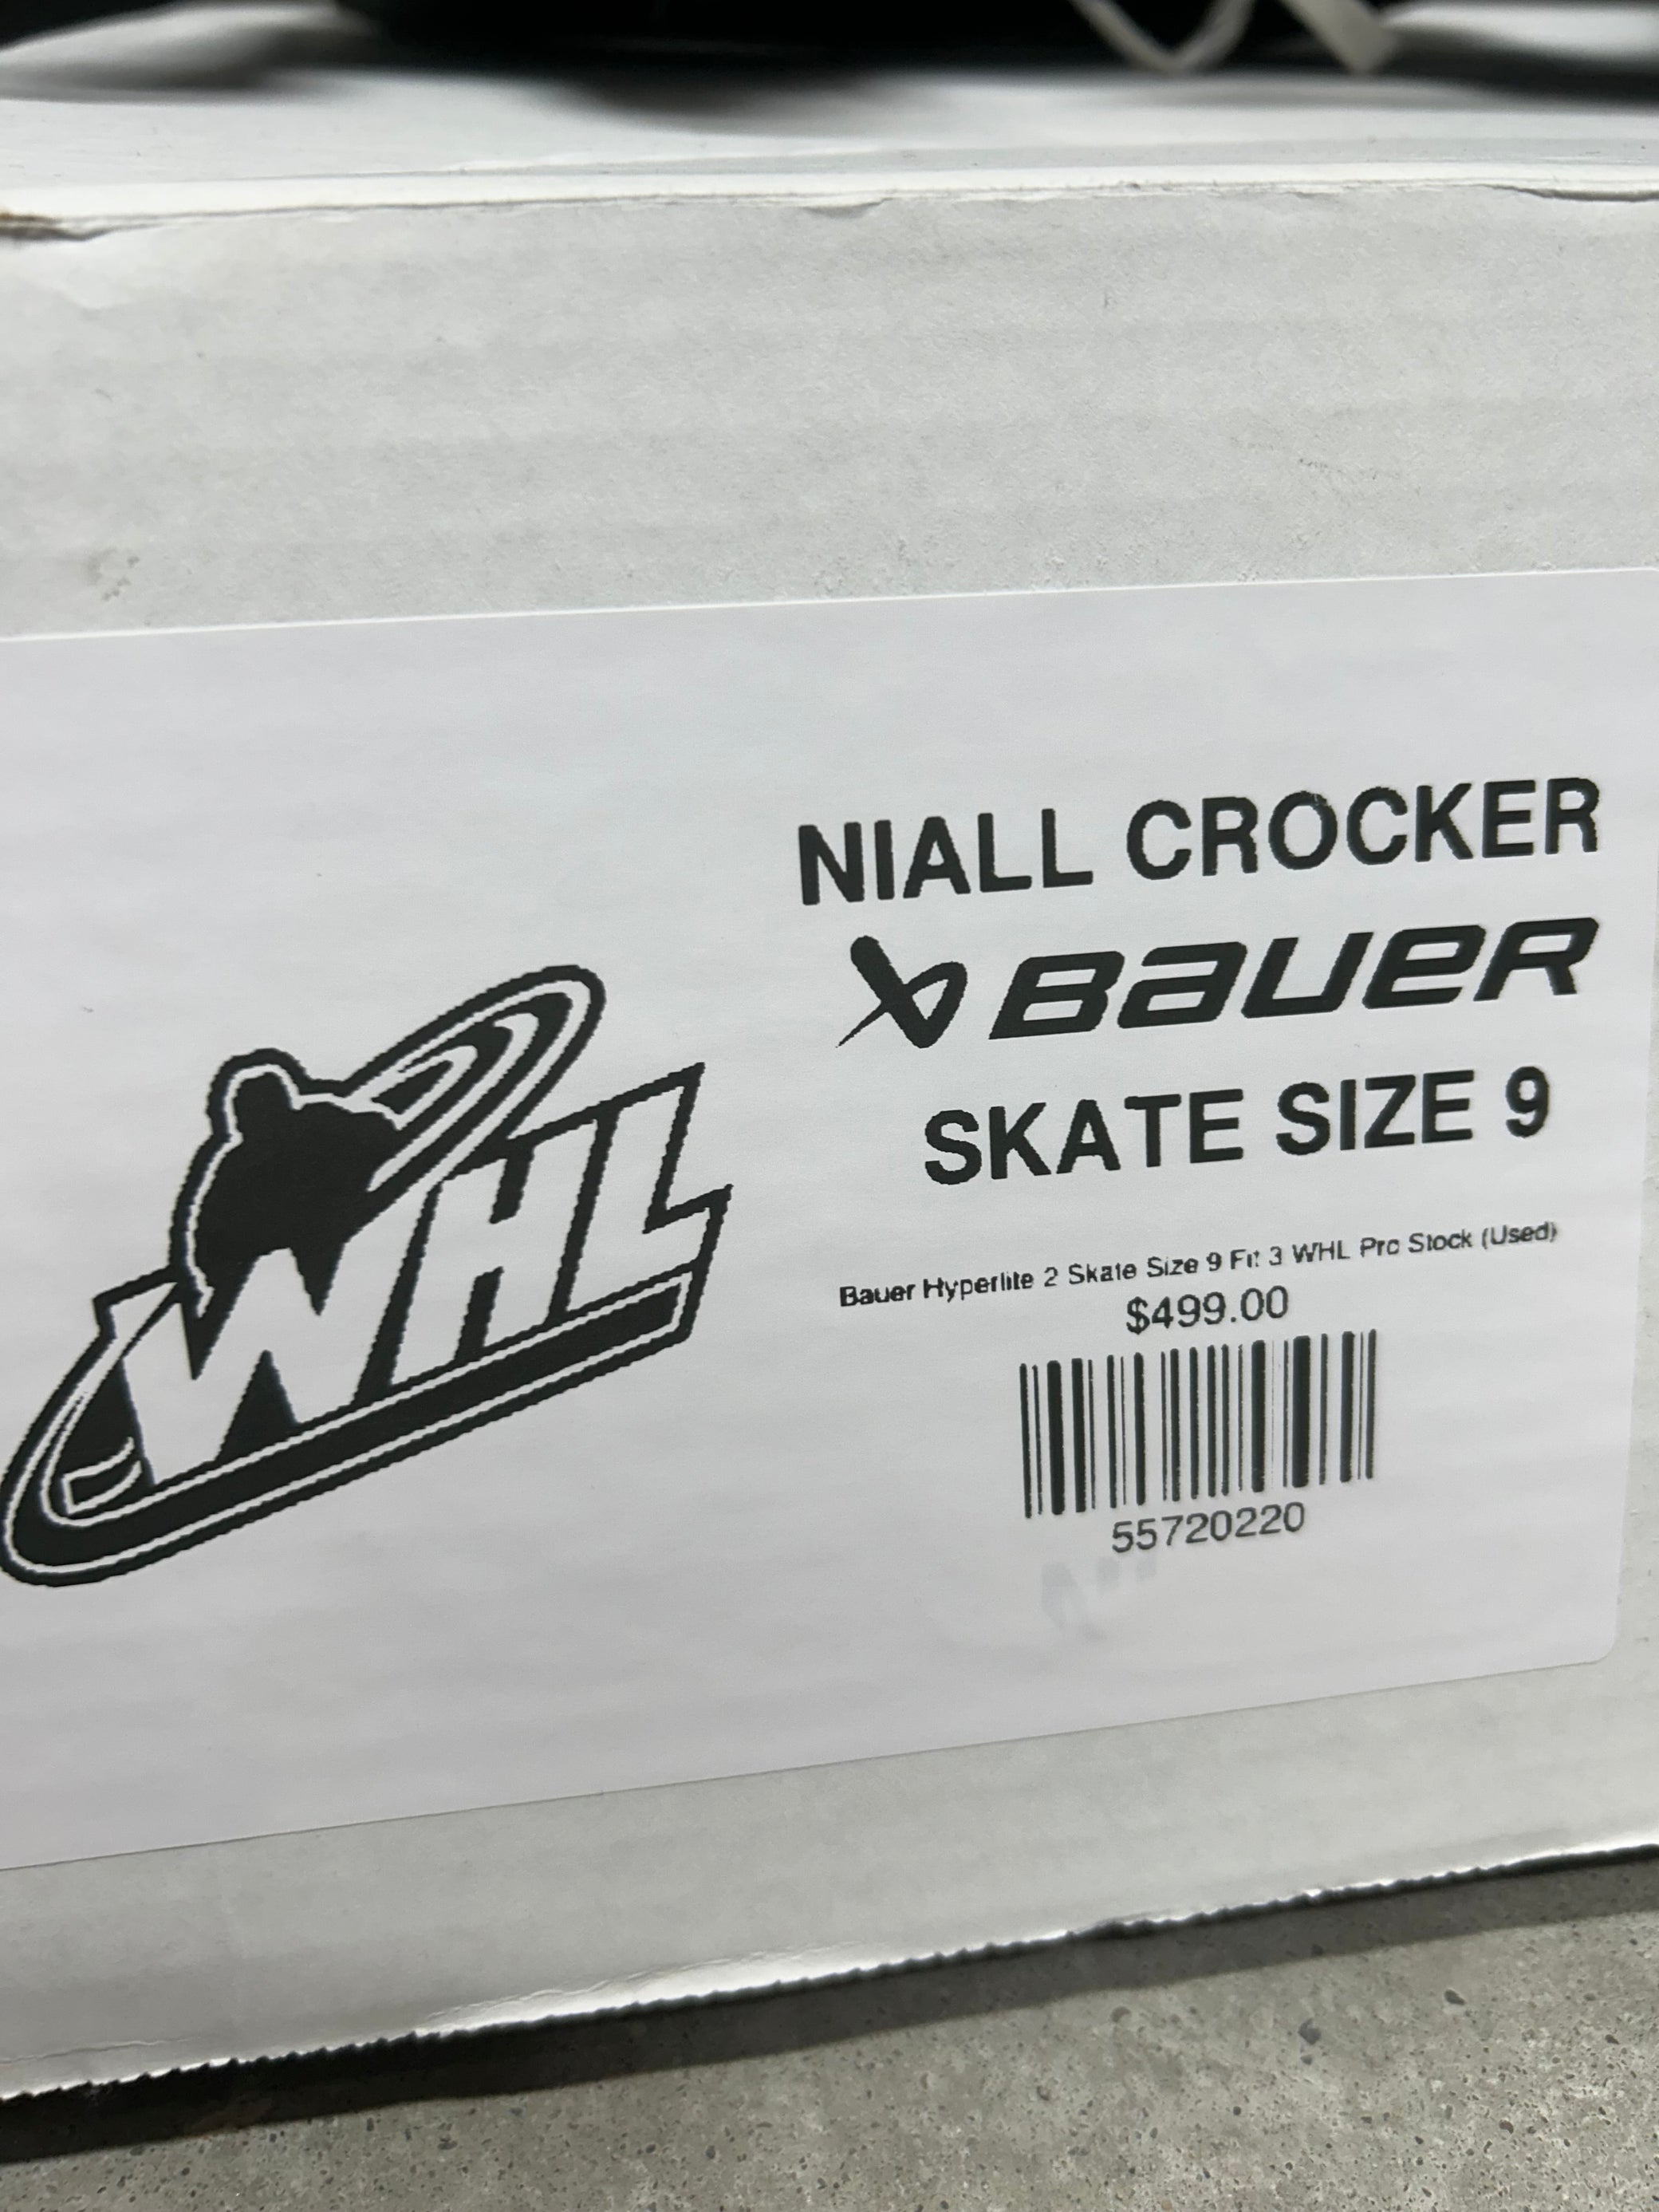 NIALL CROCKER
BAUER
SKATE SIZE 9
WHL
Bauer Hyperlite 2 Skate Size 9 Fit 3 WHL Pro Stock (Used)
$499.00
55720220